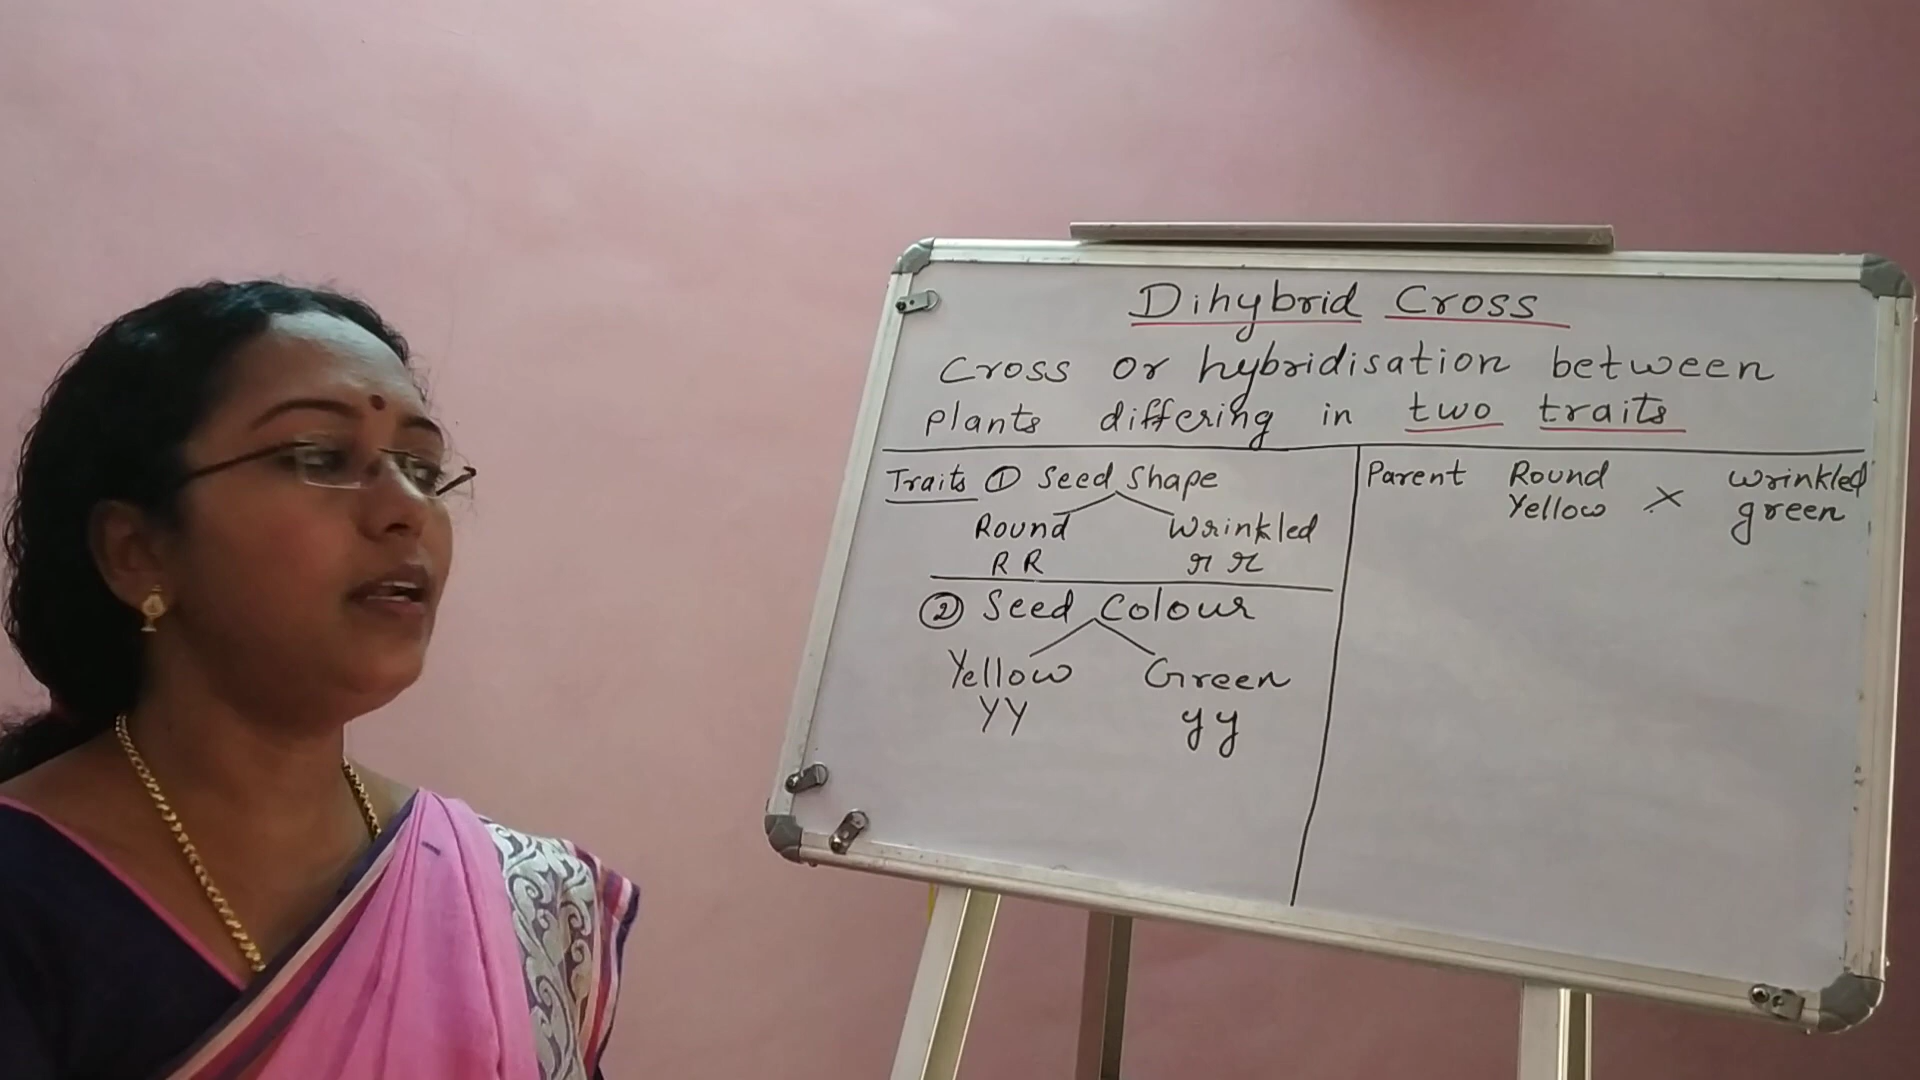 Dihybrid Cross
Cross or hybridisation between
plants differing in two traits
Traits ① Seed Shape
Round Wrinkled
RR rr
② Seed Colour
Yellow Green
YY yy
Parent Round × wrinkled
Yellow green